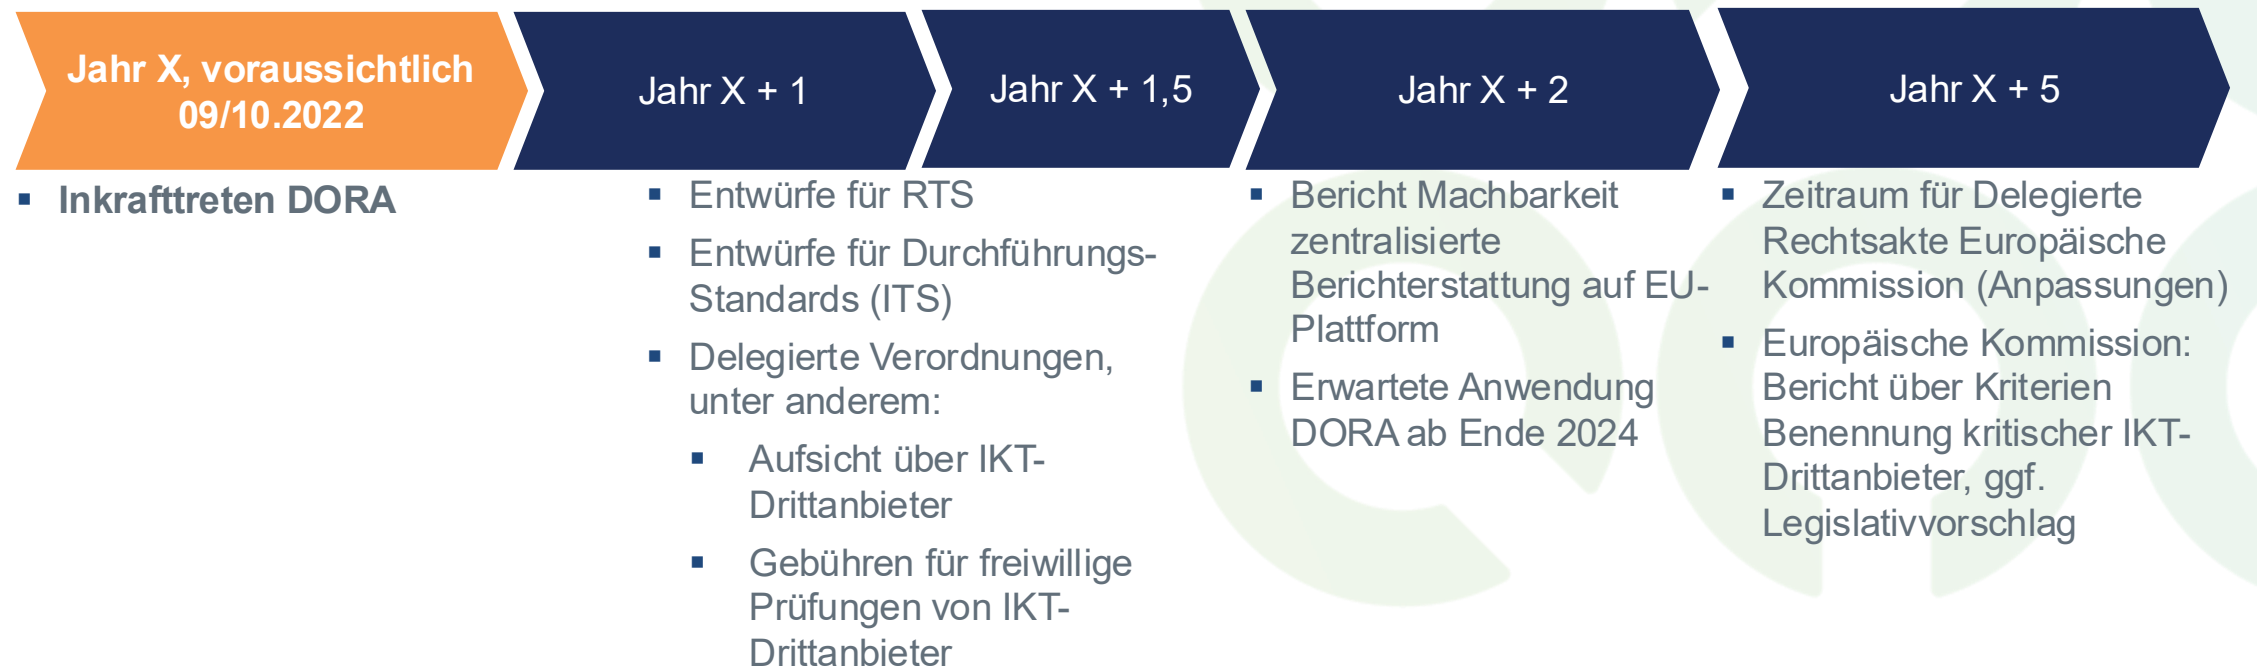 Jahr X, voraussichtlich
09/10.2022
Jahr X + 1
Jahr X + 1,5
Jahr X + 2
Jahr X + 5
▪ Inkrafttreten DORA
▪ Entwürfe für RTS
▪ Entwürfe für Durchführungs-
Standards (ITS)
▪ Delegierte Verordnungen,
unter anderem:
▪ Aufsicht über IKT-
Drittanbieter
▪ Gebühren für freiwillige
Prüfungen von IKT-
Drittanbieter
▪ Bericht Machbarkeit
zentralisierte
Berichterstattung auf EU-
Plattform
▪ Erwartete Anwendung
DORA ab Ende 2024
▪ Zeitraum für Delegierte
Rechtsakte Europäische
Kommission (Anpassungen)
▪ Europäische Kommission:
Bericht über Kriterien
Benennung kritischer IKT-
Drittanbieter, ggf.
Legislativvorschlag